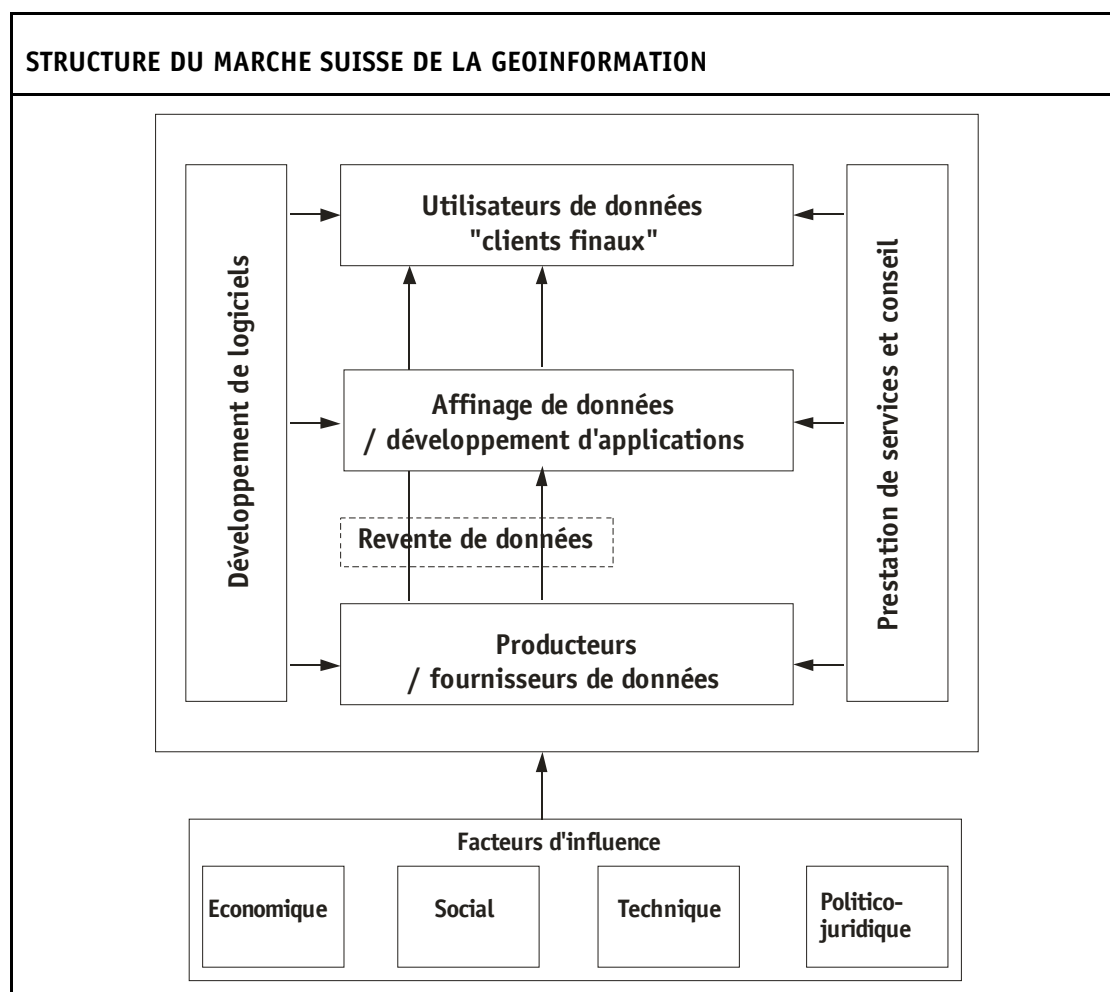 STRUCTURE DU MARCHE SUISSE DE LA GEOINFORMATION
Développement de logiciels
Utilisateurs de données
"clients finaux"
Affinage de données
/ développement d'applications
Revente de données
Producteurs
/ fournisseurs de données
Prestation de services et conseil
Facteurs d'influence
Economique
Social
Technique
Politico-
juridique